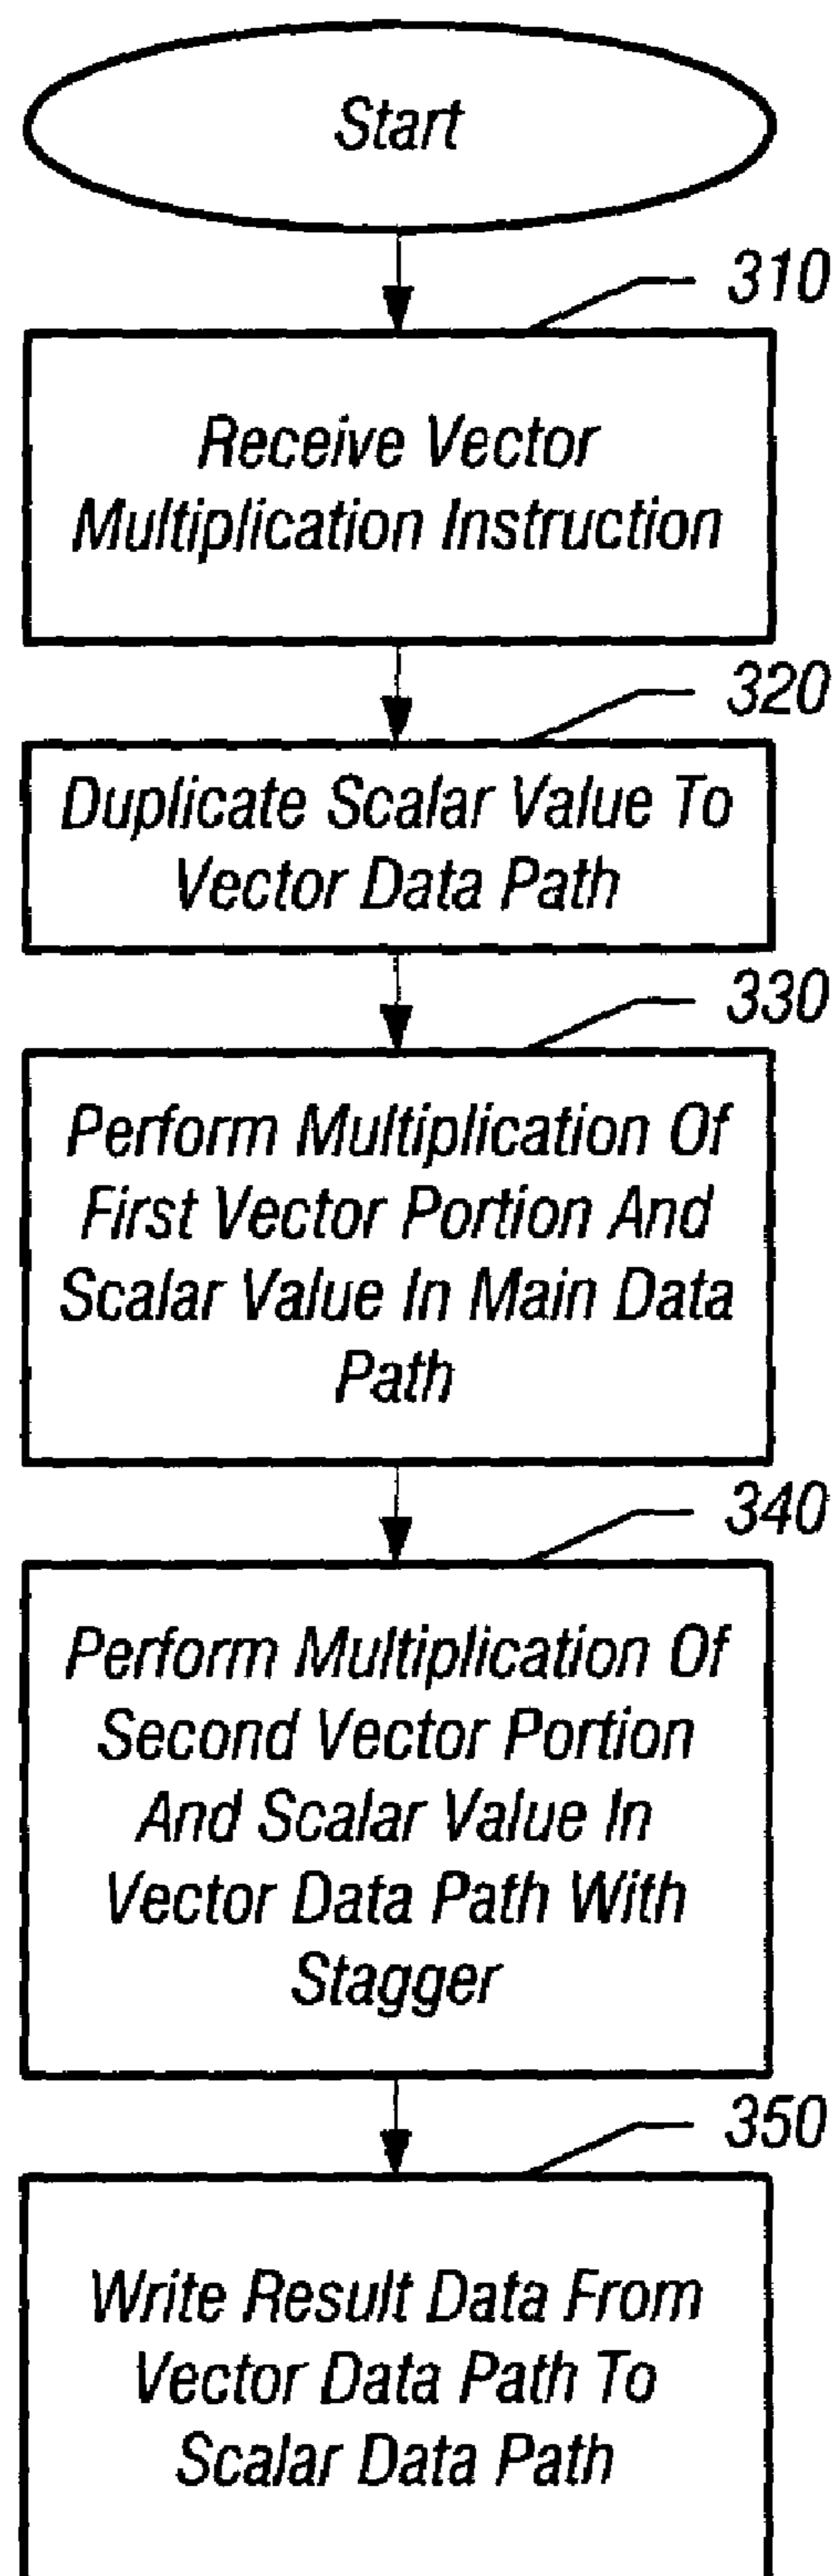 Start
310
Receive Vector
Multiplication Instruction
320
Duplicate Scalar Value To
Vector Data Path
330
Perform Multiplication Of
First Vector Portion And
Scalar Value In Main Data
Path
340
Perform Multiplication Of
Second Vector Portion
And Scalar Value In
Vector Data Path With
Stagger
350
Write Result Data From
Vector Data Path To
Scalar Data Path